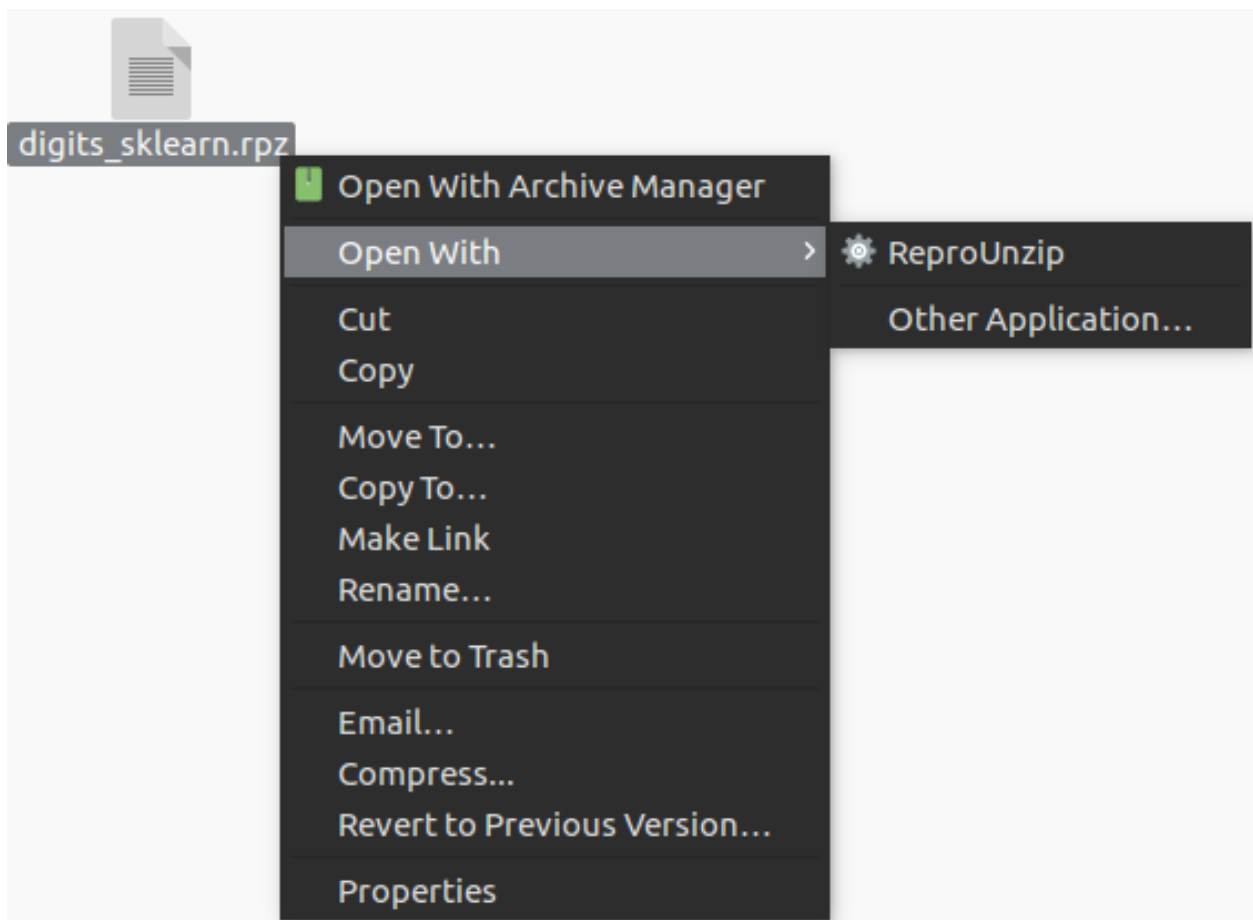 digits_sklearn.rpz
Open With Archive Manager
Open With
ReproUnzip
Other Application…
Cut
Copy
Move To…
Copy To…
Make Link
Rename…
Move to Trash
Email…
Compress...
Revert to Previous Version…
Properties